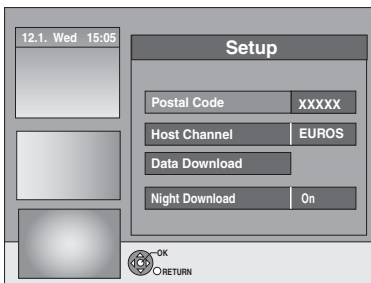 12.1. Wed 15:05
Setup
Postal Code XXXXX
Host Channel EUROS
Data Download
Night Download On
OK
RETURN